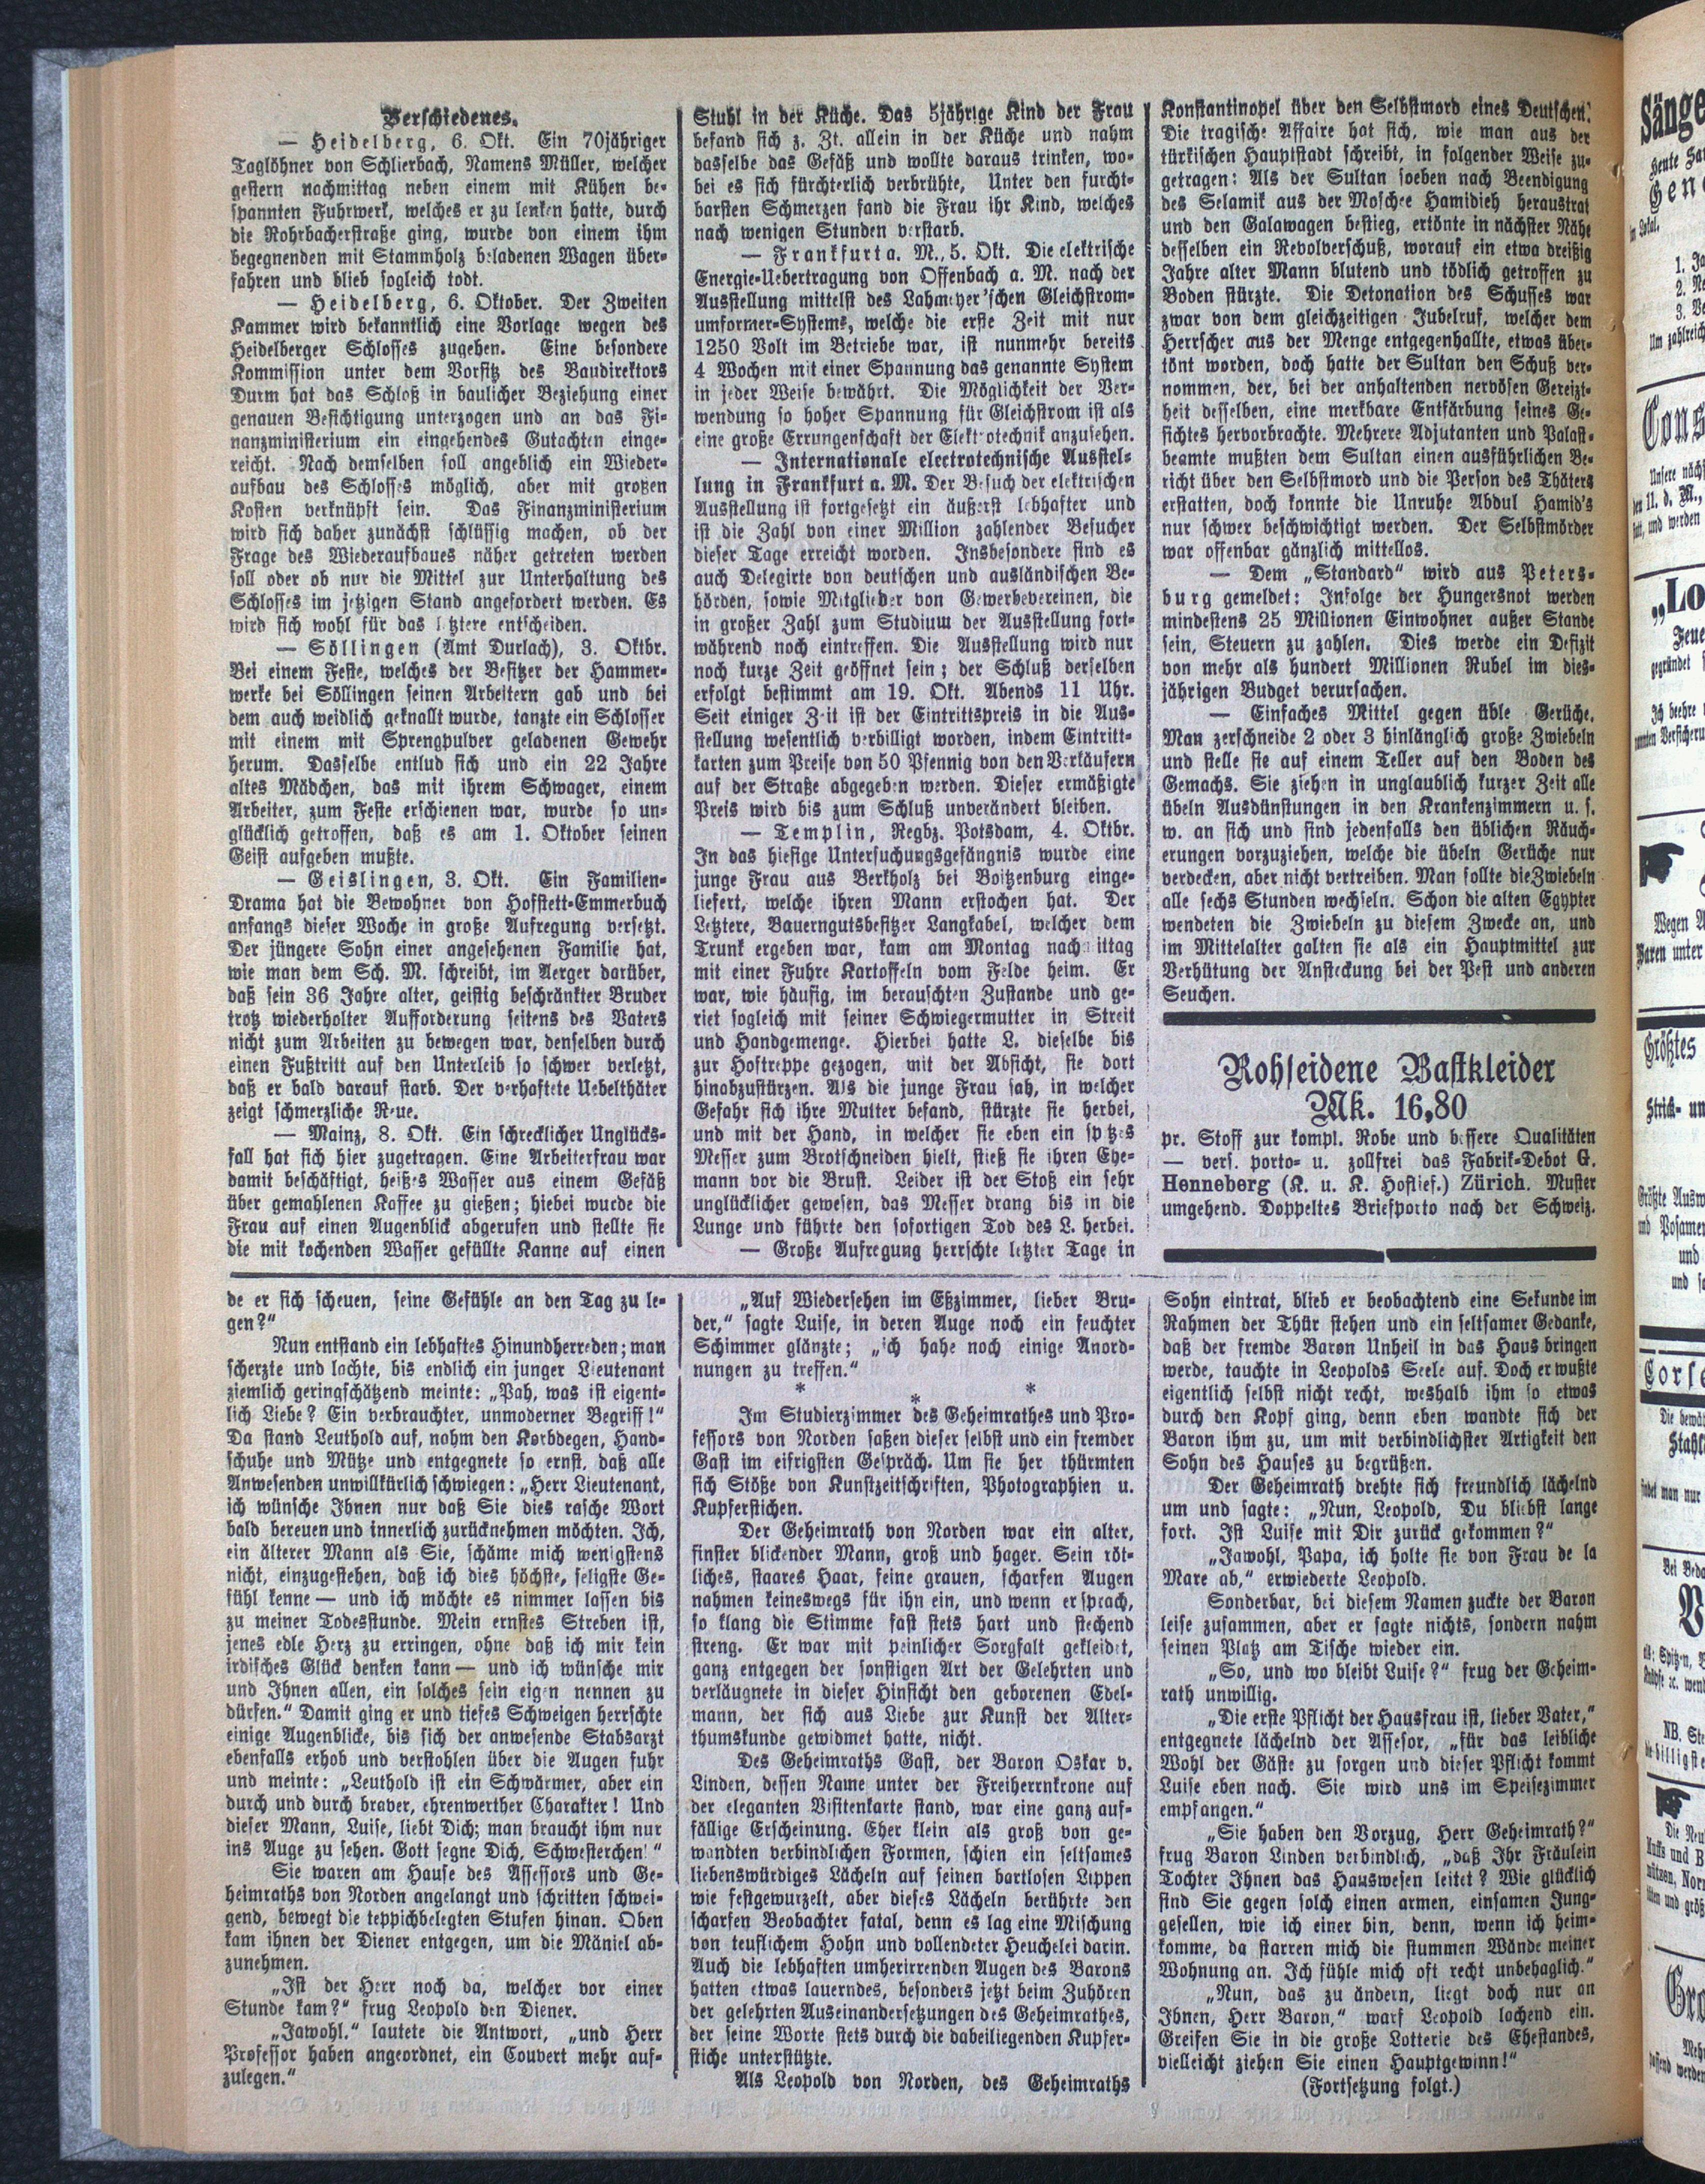 Verschiedenes.
— Heidelberg, 6. Okt. Ein 70jähriger
Taglöhner von Schlierbach, Namens Müller, welcher
gestern nachmittag neben einem mit Kühen be-
spannten Fuhrwerk, welches er zu lenken hatte, durch
die Rohrbacherstraße ging, wurde von einem ihm
begegnenden mit Stammholz beladenen Wagen über-
fahren und blieb sogleich todt.
— Heidelberg, 6. Oktober. Der Zweiten
Kammer wird bekanntlich eine Vorlage wegen des
Heidelberger Schlosses zugehen. Eine besondere
Kommission unter dem Vorsitz des Baudirektors
Durm hat das Schloß in baulicher Beziehung einer
genauen Besichtigung unterzogen und an das Fi-
nanzministerium ein eingehendes Gutachten einge-
reicht. Nach demselben soll angeblich ein Wieder-
aufbau des Schlosses möglich, aber mit großen
Kosten verknüpft sein. Das Finanzministerium
wird sich daher zunächst schlüssig machen, ob der
Frage des Wiederaufbaues näher getreten werden
soll oder ob nur die Mittel zur Unterhaltung des
Schlosses im jetzigen Stand angefordert werden. Es
wird sich wohl für das letztere entscheiden.
— Söllingen (Amt Durlach), 3. Oktbr.
Bei einem Feste, welches der Besitzer der Hammer-
werke bei Söllingen seinen Arbeitern gab und bei
dem auch weidlich geknallt wurde, tanzte ein Schlosser
mit einem mit Sprengpulver geladenen Gewehr
herum. Dasselbe entlud sich und ein 22 Jahre
altes Mädchen, das mit ihrem Schwager, einem
Arbeiter, zum Feste erschienen war, wurde so un-
glücklich getroffen, daß es am 1. Oktober seinen
Geist aufgeben mußte.
— Geislingen, 3. Okt. Ein Familien-
Drama hat die Bewohner von Hofstett-Emmerbuch
anfangs dieser Woche in große Aufregung versetzt.
Der jüngere Sohn einer angesehenen Familie hat,
wie man dem Sch. M. schreibt, im Aerger darüber,
daß sein 36 Jahre alter, geistig beschränkter Bruder
trotz wiederholter Aufforderung seitens des Vaters
nicht zum Arbeiten zu bewegen war, denselben durch
einen Fußtritt auf den Unterleib so schwer verletzt,
daß er bald darauf starb. Der verhaftete Uebelthäter
zeigt schmerzliche Reue.
— Mainz, 8. Okt. Ein schrecklicher Unglücks-
fall hat sich hier zugetragen. Eine Arbeiterfrau war
damit beschäftigt, heißes Wasser aus einem Gefäß
über gemahlenen Kaffee zu gießen; hiebei wurde die
Frau auf einen Augenblick abgerufen und stellte sie
die mit kochenden Wasser gefüllte Kanne auf einen
Stuhl in der Küche. Das 5jährige Kind der Frau
befand sich z. Zt. allein in der Küche und nahm
dasselbe das Gefäß und wollte daraus trinken, wo-
bei es sich fürchterlich verbrühte, Unter den furcht-
barsten Schmerzen fand die Frau ihr Kind, welches
nach wenigen Stunden verstarb.
— Frankfurt a. M., 5. Okt. Die elektrische
Energie-Uebertragung von Offenbach a. M. nach der
Ausstellung mittelst des Lahmeyer'schen Gleichstrom-
umformer-Systems, welche die erste Zeit mit nur
1250 Volt im Betriebe war, ist nunmehr bereits
4 Wochen mit einer Spannung das genannte System
in jeder Weise bewährt. Die Möglichkeit der Ver-
wendung so hoher Spannung für Gleichstrom ist als
eine große Errungenschaft der Elektrotechnik anzusehen.
— Internationale electrotechnische Ausstel-
lung in Frankfurt a. M. Der Besuch der elektrischen
Ausstellung ist fortgesetzt ein äußerst lebhafter und
ist die Zahl von einer Million zahlender Besucher
dieser Tage erreicht worden. Insbesondere sind es
auch Delegirte von deutschen und ausländischen Be-
hörden, sowie Mitglieder von Gewerbevereinen, die
in großer Zahl zum Studium der Ausstellung fort-
während noch eintreffen. Die Ausstellung wird nur
noch kurze Zeit geöffnet sein; der Schluß derselben
erfolgt bestimmt am 19. Okt. Abends 11 Uhr.
Seit einiger Zeit ist der Eintrittspreis in die Aus-
stellung wesentlich verbilligt worden, indem Eintritt-
karten zum Preise von 50 Pfennig von den Verkäufern
auf der Straße abgegeben werden. Dieser ermäßigte
Preis wird bis zum Schluß unverändert bleiben.
— Templin, Regbz. Potsdam, 4. Oktbr.
In das hiesige Untersuchungsgefängnis wurde eine
junge Frau aus Berkholz bei Boitzenburg einge-
liefert, welche ihren Mann erstochen hat. Der
Letztere, Bauerngutsbesitzer Langkabel, welcher dem
Trunk ergeben war, kam am Montag nachmittag
mit einer Fuhre Kartoffeln vom Felde heim. Er
war, wie häufig, im berauschten Zustande und ge-
riet sogleich mit seiner Schwiegermutter in Streit
und Handgemenge. Hierbei hatte L. dieselbe bis
zur Hoftreppe gezogen, mit der Absicht, sie dort
hinabzustürzen. Als die junge Frau sah, in welcher
Gefahr sich ihre Mutter befand, stürzte sie herbei,
und mit der Hand, in welcher sie eben ein spitzes
Messer zum Brotschneiden hielt, stieß sie ihren Ehe-
mann vor die Brust. Leider ist der Stoß ein sehr
unglücklicher gewesen, das Messer drang bis in die
Lunge und führte den sofortigen Tod des L. herbei.
— Große Aufregung herrschte letzter Tage in
Konstantinopel über den Selbstmord eines Deutschen.
Die tragische Affaire hat sich, wie man aus der
türkischen Hauptstadt schreibt, in folgender Weise zu-
getragen: Als der Sultan soeben nach Beendigung
des Selamik aus der Moschee Hamidieh heraustrat
und den Galawagen bestieg, ertönte in nächster Nähe
desselben ein Revolverschuß, worauf ein etwa dreißig
Jahre alter Mann blutend und tödlich getroffen zu
Boden stürzte. Die Detonation des Schusses war
zwar von dem gleichzeitigen Jubelruf, welcher dem
Herrscher aus der Menge entgegenhallte, etwas über-
tönt worden, doch hatte der Sultan den Schuß ver-
nommen, der, bei der anhaltenden nervösen Gereizt-
heit desselben, eine merkbare Entfärbung seines Ge-
sichtes hervorbrachte. Mehrere Adjutanten und Palast-
beamte mußten dem Sultan einen ausführlichen Be-
richt über den Selbstmord und die Person des Thäters
erstatten, doch konnte die Unruhe Abdul Hamid's
nur schwer beschwichtigt werden. Der Selbstmörder
war offenbar gänzlich mittellos.
— Dem „Standard“ wird aus Peters-
burg gemeldet: Infolge der Hungersnot werden
mindestens 25 Millionen Einwohner außer Stande
sein, Steuern zu zahlen. Dies werde ein Defizit
von mehr als hundert Millionen Rubel im dies-
jährigen Budget verursachen.
— Einfaches Mittel gegen üble Gerüche.
Man zerschneide 2 oder 3 hinlänglich große Zwiebeln
und stelle sie auf einem Teller auf den Boden des
Gemachs. Sie ziehen in unglaublich kurzer Zeit alle
übeln Ausdünstungen in den Krankenzimmern u. s.
w. an sich und sind jedenfalls den üblichen Räuch-
erungen vorzuziehen, welche die übeln Gerüche nur
verdecken, aber nicht vertreiben. Man sollte die Zwiebeln
alle sechs Stunden wechseln. Schon die alten Egypter
wendeten die Zwiebeln zu diesem Zwecke an, und
im Mittelalter galten sie als ein Hauptmittel zur
Verhütung der Ansteckung bei der Pest und anderen
Seuchen.
Rohseidene Bastkleider
Mk. 16,80
pr. Stoff zur kompl. Robe und bessere Qualitäten
— vers. porto- u. zollfrei das Fabrik-Debot G.
Henneberg (K. u. K. Hoflief.) Zürich. Muster
umgehend. Doppeltes Briefporto nach der Schweiz.
de er sich scheuen, seine Gefühle an den Tag zu le-
gen?“
Nun entstand ein lebhaftes Hinundherreden; man
scherzte und lachte, bis endlich ein junger Lieutenant
ziemlich geringschätzend meinte: „Pah, was ist eigent-
lich Liebe? Ein verbrauchter, unmoderner Begriff!“
Da stand Leuthold auf, nahm den Korbdegen, Hand-
schuhe und Mütze und entgegnete so ernst, daß alle
Anwesenden unwillkürlich schwiegen: „Herr Lieutenant,
ich wünsche Ihnen nur daß Sie dies rasche Wort
bald bereuen und innerlich zurücknehmen möchten. Ich,
ein älterer Mann als Sie, schäme mich wenigstens
nicht, einzugestehen, daß ich dies höchste, seligste Ge-
fühl kenne — und ich möchte es nimmer lassen bis
zu meiner Todesstunde. Mein ernstes Streben ist,
jenes edle Herz zu erringen, ohne daß ich mir kein
irdisches Glück denken kann — und ich wünsche mir
und Ihnen allen, ein solches sein eigen nennen zu
dürfen.“ Damit ging er und tiefes Schweigen herrschte
einige Augenblicke, bis sich der anwesende Stabsarzt
ebenfalls erhob und verstohlen über die Augen fuhr
und meinte: „Leuthold ist ein Schwärmer, aber ein
durch und durch braver, ehrenwerther Charakter! Und
dieser Mann, Luise, liebt Dich; man braucht ihm nur
ins Auge zu sehen. Gott segne Dich, Schwesterchen!“
Sie waren am Hause des Assessors und Ge-
heimraths von Norden angelangt und schritten schwei-
gend, bewegt die teppichbelegten Stufen hinan. Oben
kam ihnen der Diener entgegen, um die Mäntel ab-
zunehmen.
„Ist der Herr noch da, welcher vor einer
Stunde kam?“ frug Leopold den Diener.
„Jawohl.“ lautete die Antwort, „und Herr
Professor haben angeordnet, ein Couvert mehr auf-
zulegen.“
„Auf Wiedersehen im Eßzimmer, lieber Bru-
der,“ sagte Luise, in deren Auge noch ein feuchter
Schimmer glänzte; „ich habe noch einige Anord-
nungen zu treffen.“
* * *
Im Studierzimmer des Geheimrathes und Pro-
fessors von Norden saßen dieser selbst und ein fremder
Gast im eifrigsten Gespräch. Um sie her thürmten
sich Stöße von Kunstzeitschriften, Photographien u.
Kupferstichen.
Der Geheimrath von Norden war ein alter,
finster blickender Mann, groß und hager. Sein röt-
liches, staares Haar, seine grauen, scharfen Augen
nahmen keineswegs für ihn ein, und wenn er sprach,
so klang die Stimme fast stets hart und stechend
streng. Er war mit peinlicher Sorgfalt gekleidet,
ganz entgegen der sonstigen Art der Gelehrten und
verläugnete in dieser Hinsicht den geborenen Edel-
mann, der sich aus Liebe zur Kunst der Alter-
thumskunde gewidmet hatte, nicht.
Des Geheimraths Gast, der Baron Oskar v.
Linden, dessen Name unter der Freiherrnkrone auf
der eleganten Visitenkarte stand, war eine ganz auf-
fällige Erscheinung. Eher klein als groß von ge-
wandten verbindlichen Formen, schien ein seltsames
liebenswürdiges Lächeln auf seinen bartlosen Lippen
wie festgewurzelt, aber dieses Lächeln berührte den
scharfen Beobachter fatal, denn es lag eine Mischung
von teuflichem Hohn und vollendeter Heuchelei darin.
Auch die lebhaften umherirrenden Augen des Barons
hatten etwas lauerndes, besonders jetzt beim Zuhören
der gelehrten Auseinandersetzungen des Geheimrathes,
der seine Worte stets durch die dabeiliegenden Kupfer-
stiche unterstützte.
Als Leopold von Norden, des Geheimraths
Sohn eintrat, blieb er beobachtend eine Sekunde im
Rahmen der Thür stehen und ein seltsamer Gedanke,
daß der fremde Baron Unheil in das Haus bringen
werde, tauchte in Leopolds Seele auf. Doch er wußte
eigentlich selbst nicht recht, weshalb ihm so etwas
durch den Kopf ging, denn eben wandte sich der
Baron ihm zu, um mit verbindlichster Artigkeit den
Sohn des Hauses zu begrüßen.
Der Geheimrath drehte sich freundlich lächelnd
um und sagte: „Nun, Leopold, Du bliebst lange
fort. Ist Luise mit Dir zurück gekommen?“
„Jawohl, Papa, ich holte sie von Frau de la
Mare ab,“ erwiederte Leopold.
Sonderbar, bei diesem Namen zuckte der Baron
leise zusammen, aber er sagte nichts, sondern nahm
seinen Platz am Tische wieder ein.
„So, und wo bleibt Luise?“ frug der Geheim-
rath unwillig.
„Die erste Pflicht der Hausfrau ist, lieber Vater,“
entgegnete lächelnd der Assesor, „für das leibliche
Wohl der Gäste zu sorgen und dieser Pflicht kommt
Luise eben nach. Sie wird uns im Speisezimmer
empfangen.“
„Sie haben den Vorzug, Herr Geheimrath?“
frug Baron Linden verbindlich, „daß Ihr Fräulein
Tochter Ihnen das Hauswesen leitet? Wie glücklich
sind Sie gegen solch einen armen, einsamen Jung-
gesellen, wie ich einer bin, denn, wenn ich heim-
komme, da starren mich die stummen Wände meiner
Wohnung an. Ich fühle mich oft recht unbehaglich.“
„Nun, das zu ändern, liegt doch nur an
Ihnen, Herr Baron,“ warf Leopold lachend ein.
Greifen Sie in die große Lotterie des Ehestandes,
vielleicht ziehen Sie einen Hauptgewinn!“
(Fortsetzung folgt.)